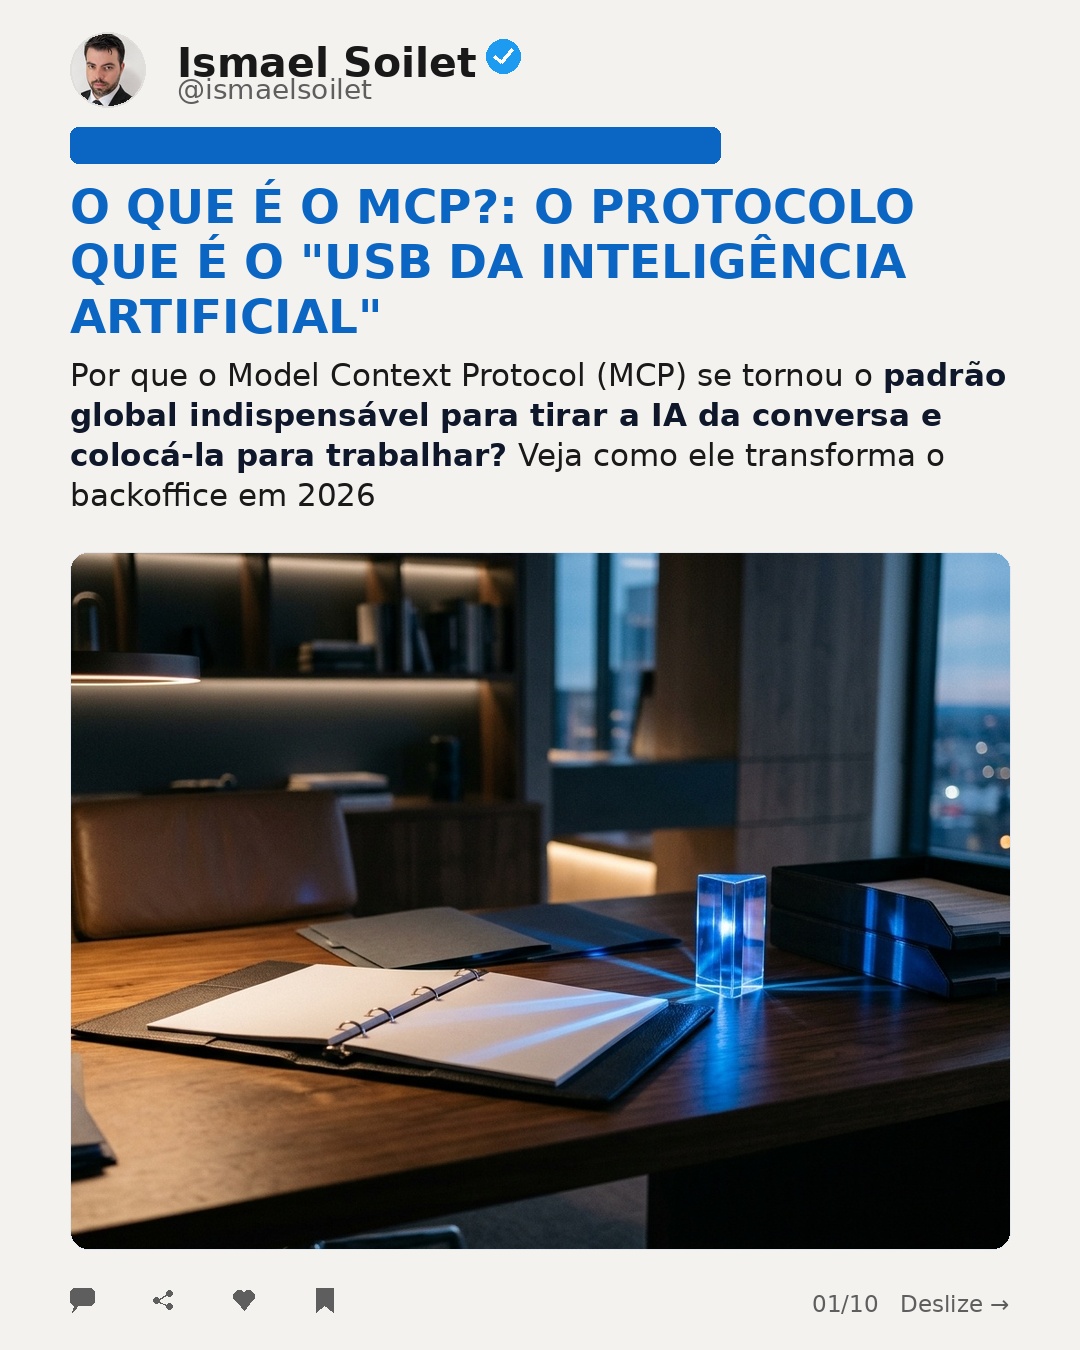 Ismael Soilet
@ismaelsoilet
O QUE É O MCP?: O PROTOCOLO
QUE É O "USB DA INTELIGÊNCIA
ARTIFICIAL"
Por que o Model Context Protocol (MCP) se tornou o padrão
global indispensável para tirar a IA da conversa e
colocá-la para trabalhar? Veja como ele transforma o
backoffice em 2026
01/10 Deslize →